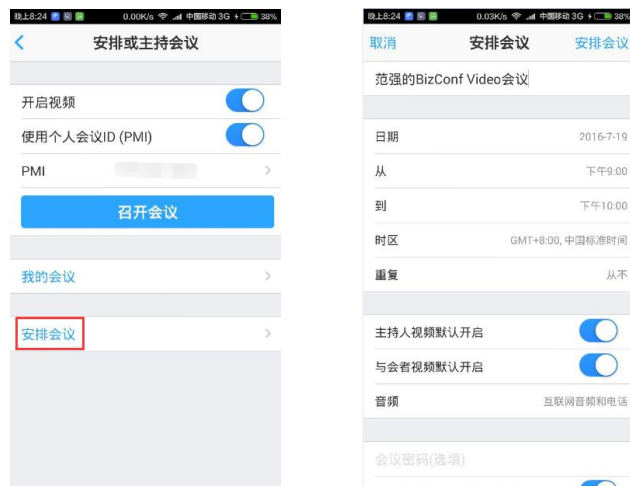 晚上8:24 0.00K/s 中国移动 3G 38%
安排或主持会议
开启视频
使用个人会议ID (PMI)
PMI
召开会议
我的会议
安排会议
晚上8:24 0.03K/s 中国移动 3G 38%
取消 安排会议 安排会议
范强的BizConf Video会议
日期 2016-7-19
从 下午9:00
到 下午10:00
时区 GMT+8:00, 中国标准时间
重复 从不
主持人视频默认开启
与会者视频默认开启
音频 互联网音频和电话
会议密码(选填)